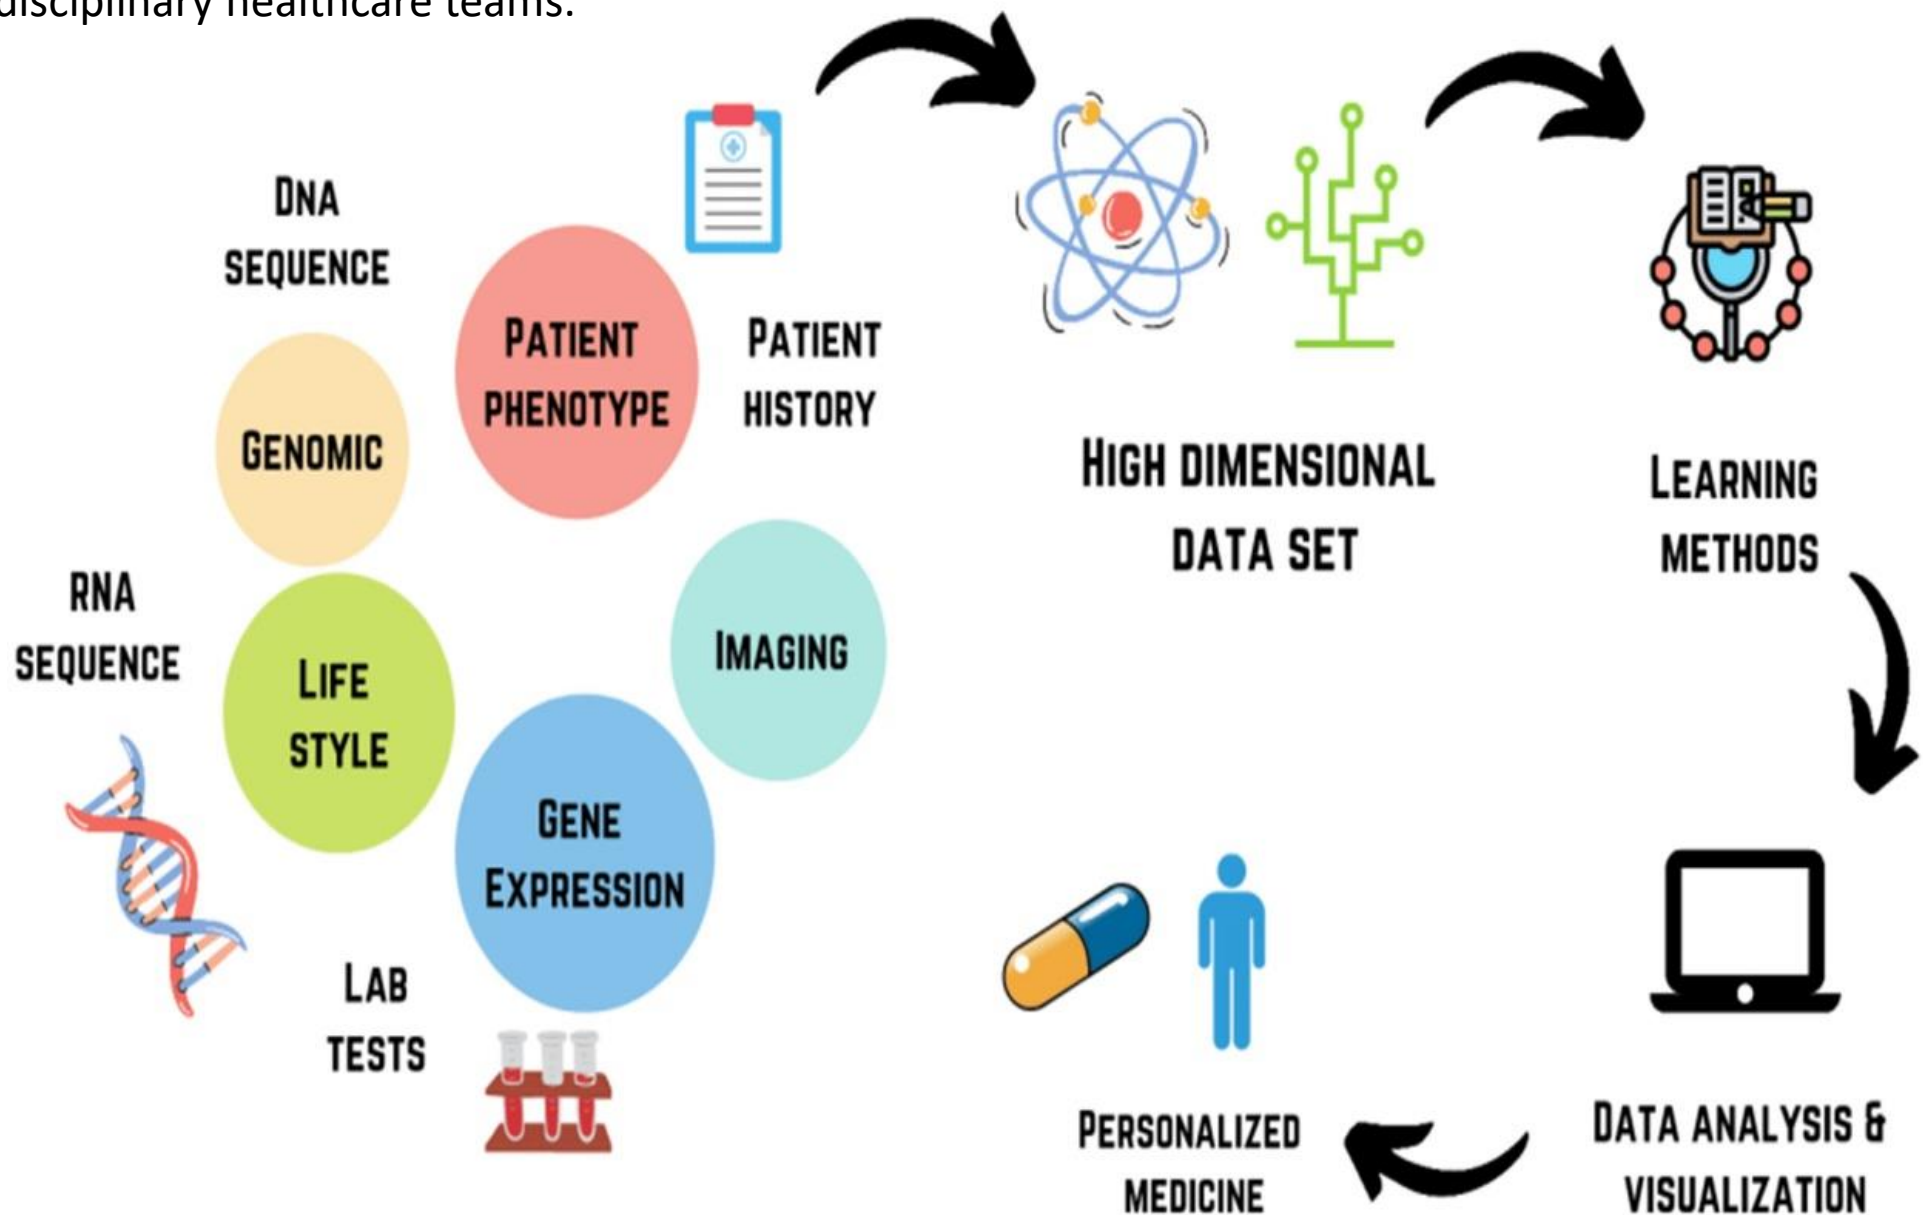 disciplinary healthcare teams.
DNA
SEQUENCE
PATIENT
PHENOTYPE
PATIENT
HISTORY
GENOMIC
RNA
SEQUENCE
LIFE
STYLE
IMAGING
GENE
EXPRESSION
LAB
TESTS
HIGH DIMENSIONAL
DATA SET
LEARNING
METHODS
DATA ANALYSIS &
VISUALIZATION
PERSONALIZED
MEDICINE